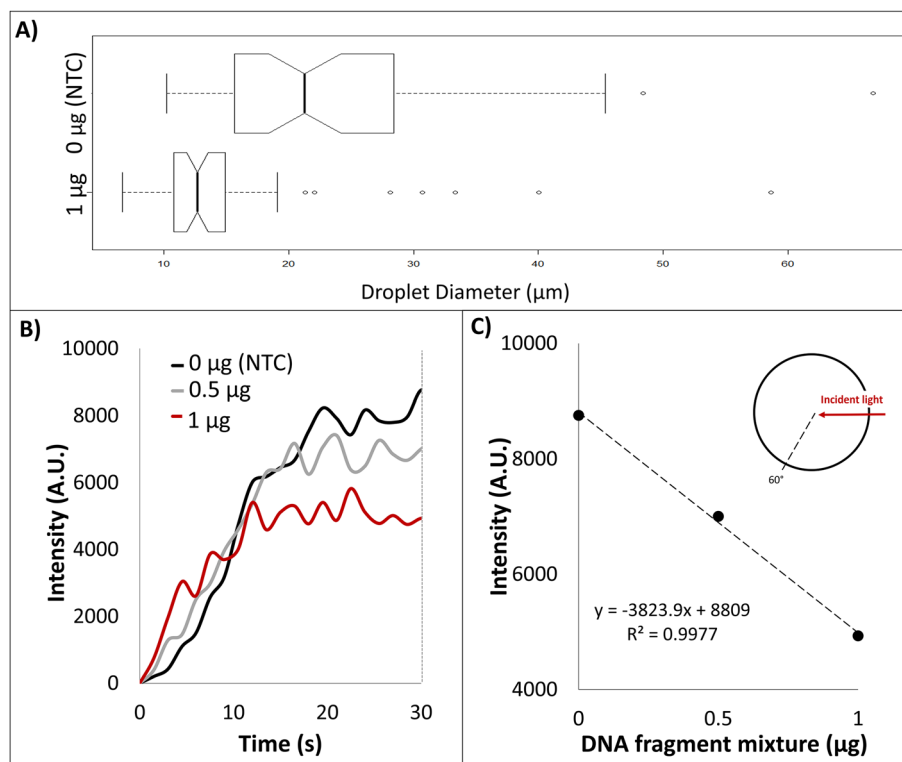 A)
0 µg (NTC)
1 µg
10 20 30 40 50 60
Droplet Diameter (µm)
B)
10000
8000
6000
4000
2000
0
Intensity (A.U.)
0 µg (NTC)
0.5 µg
1 µg
0 10 20 30
Time (s)
C)
10000
8000
6000
4000
Intensity (A.U.)
Incident light
60°
y = -3823.9x + 8809
R² = 0.9977
0 0.5 1
DNA fragment mixture (µg)